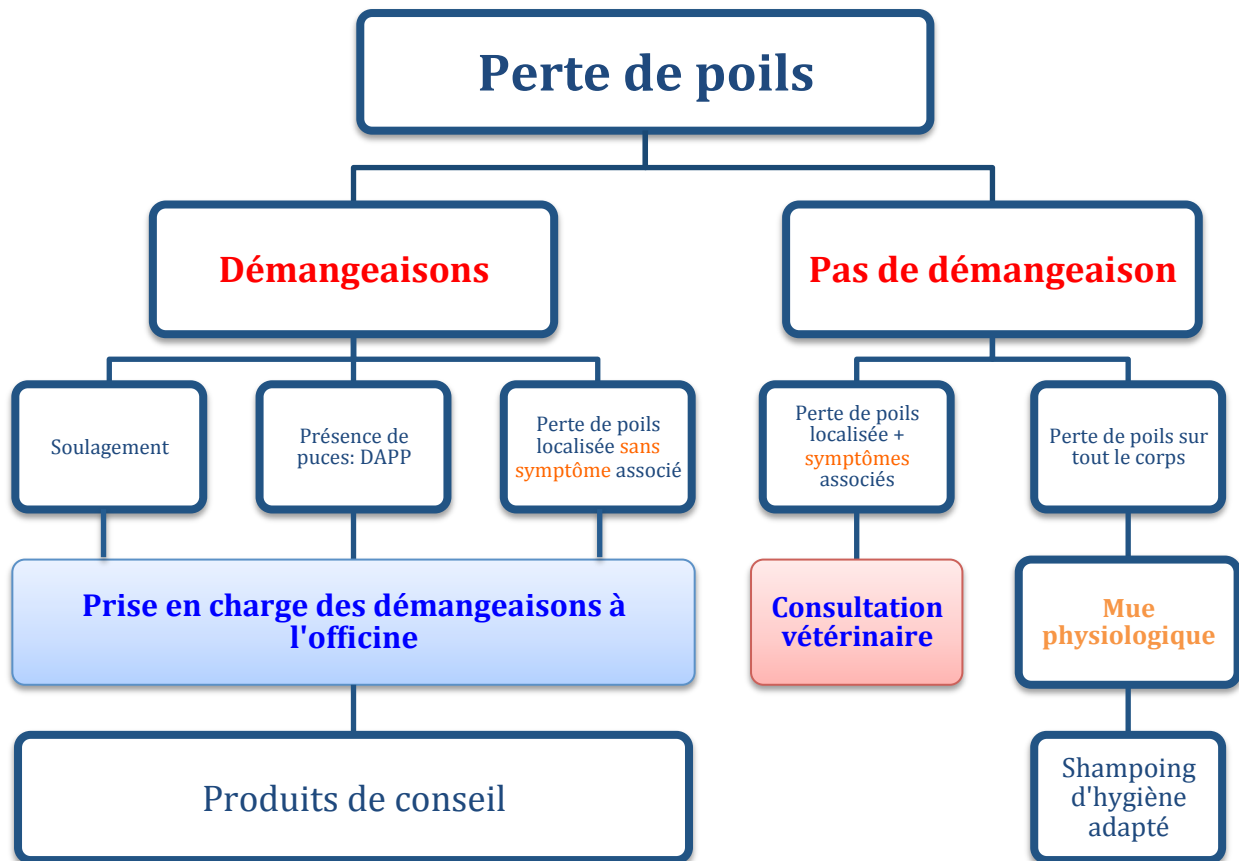 Perte de poils
Démangeaisons
Pas de démangeaison
Soulagement
Présence de
puces: DAPP
Perte de poils
localisée sans
symptôme associé
Perte de poils
localisée +
symptômes
associés
Perte de poils sur
tout le corps
Prise en charge des démangeaisons à
l'officine
Consultation
vétérinaire
Mue
physiologique
Produits de conseil
Shampoing
d'hygiène
adapté